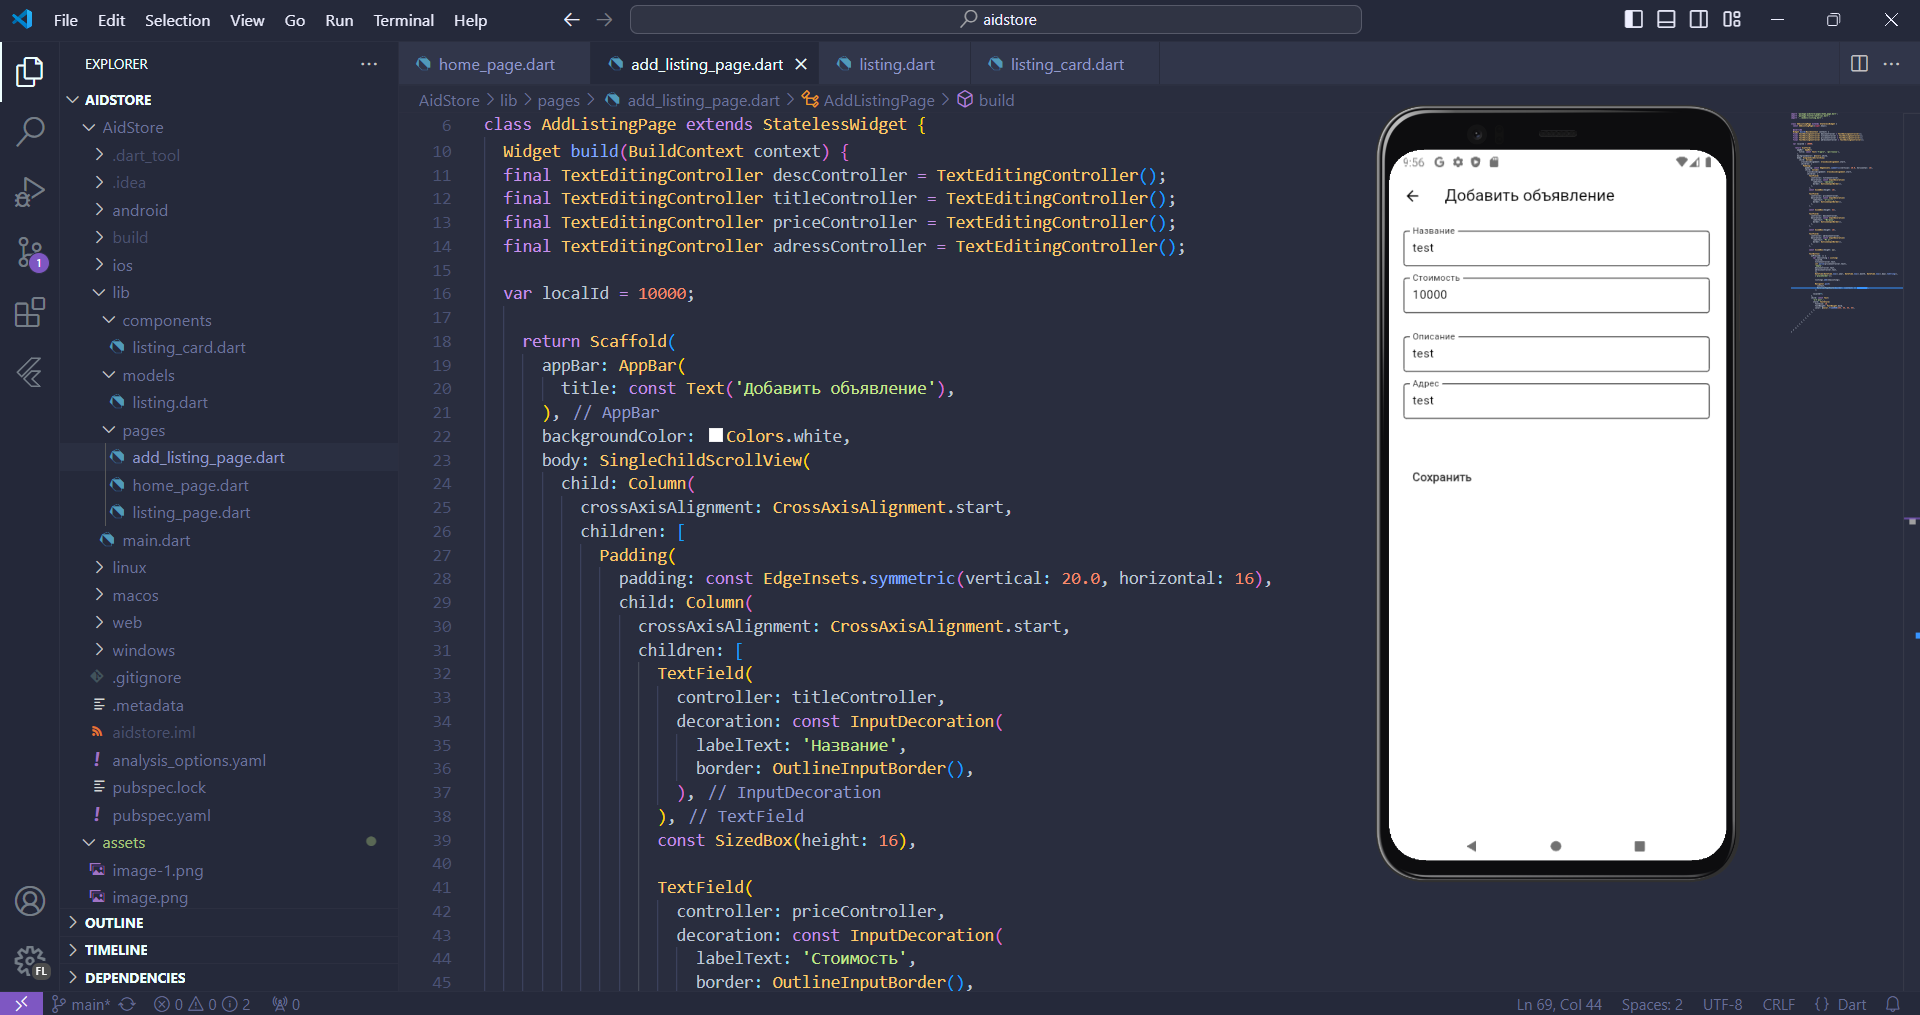 File Edit Selection View Go Run Terminal Help
aidstore
EXPLORER
AIDSTORE
AidStore
.dart_tool
.idea
android
build
ios
lib
components
listing_card.dart
models
listing.dart
pages
add_listing_page.dart
home_page.dart
listing_page.dart
main.dart
linux
macos
web
windows
.gitignore
.metadata
aidstore.iml
analysis_options.yaml
pubspec.lock
pubspec.yaml
assets
image-1.png
image.png
OUTLINE
TIMELINE
DEPENDENCIES
1
FL
home_page.dart add_listing_page.dart listing.dart listing_card.dart
AidStore > lib > pages > add_listing_page.dart > AddListingPage > build
6 class AddListingPage extends StatelessWidget {
10 Widget build(BuildContext context) {
11 final TextEditingController descController = TextEditingController();
12 final TextEditingController titleController = TextEditingController();
13 final TextEditingController priceController = TextEditingController();
14 final TextEditingController adressController = TextEditingController();
15
16 var localId = 10000;
17
18 return Scaffold(
19 appBar: AppBar(
20 title: const Text('Добавить объявление'),
21 ), // AppBar
22 backgroundColor: Colors.white,
23 body: SingleChildScrollView(
24 child: Column(
25 crossAxisAlignment: CrossAxisAlignment.start,
26 children: [
27 Padding(
28 padding: const EdgeInsets.symmetric(vertical: 20.0, horizontal: 16),
29 child: Column(
30 crossAxisAlignment: CrossAxisAlignment.start,
31 children: [
32 TextField(
33 controller: titleController,
34 decoration: const InputDecoration(
35 labelText: 'Название',
36 border: OutlineInputBorder(),
37 ), // InputDecoration
38 ), // TextField
39 const SizedBox(height: 16),
40
41 TextField(
42 controller: priceController,
43 decoration: const InputDecoration(
44 labelText: 'Стоимость',
45 border: OutlineInputBorder(),
9:56 G
Добавить объявление
Название
test
Стоимость
10000
Описание
test
Адрес
test
Сохранить
main* 0 0 2 0
Ln 69, Col 44 Spaces: 2 UTF-8 CRLF {} Dart